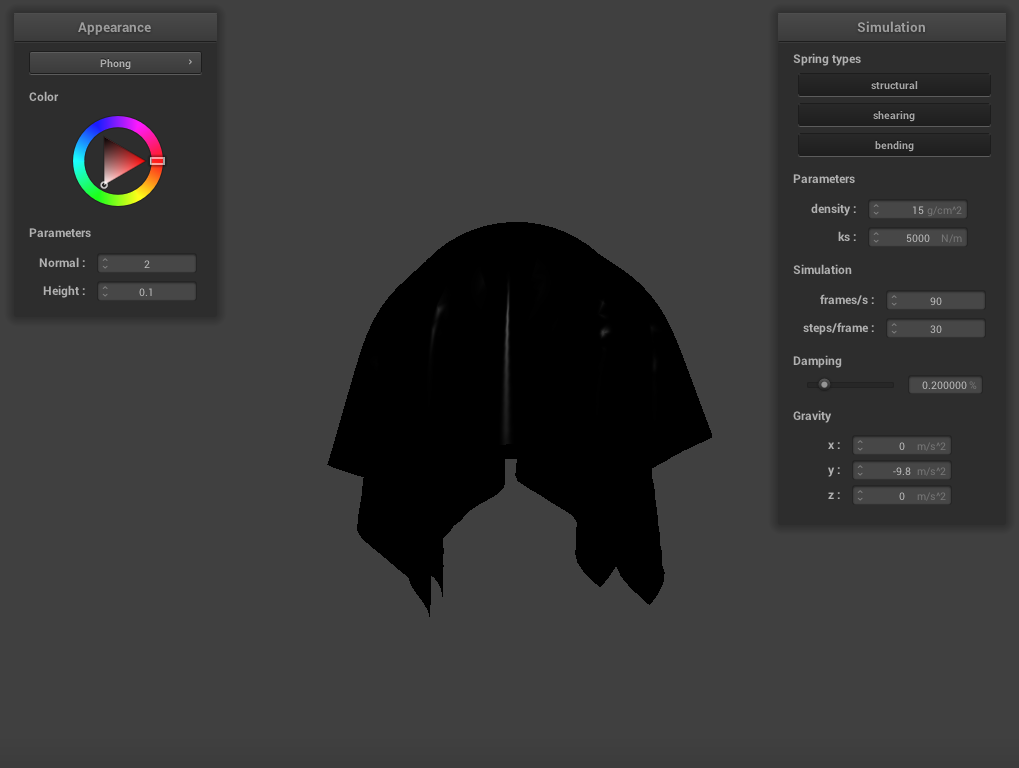 Appearance
Phong
Color
Parameters
Normal : 2
Height : 0.1
Simulation
Spring types
structural
shearing
bending
Parameters
density : 15 g/cm^2
ks : 5000 N/m
Simulation
frames/s : 90
steps/frame : 30
Damping
0.200000 %
Gravity
x : 0 m/s^2
y : -9.8 m/s^2
z : 0 m/s^2